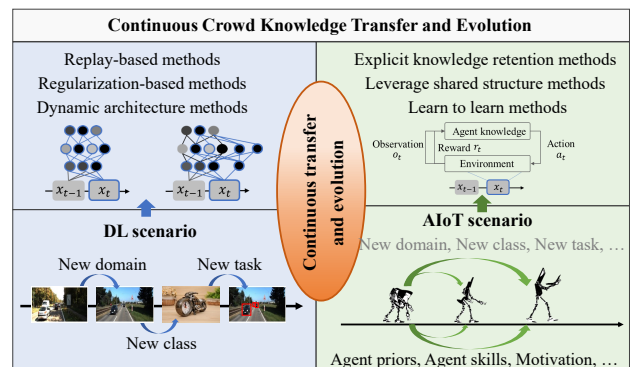 Continuous Crowd Knowledge Transfer and Evolution
Replay-based methods
Regularization-based methods
Dynamic architecture methods
x_{t-1}
x_t
x_{t-1}
x_t
DL scenario
New domain
New task
New class
Continuous transfer
and evolution
Explicit knowledge retention methods
Leverage shared structure methods
Learn to learn methods
Agent knowledge
Observation
o_t
Reward r_t
Action
a_t
Environment
x_{t-1}
x_t
AIoT scenario
New domain, New class, New task, …
Agent priors, Agent skills, Motivation, …